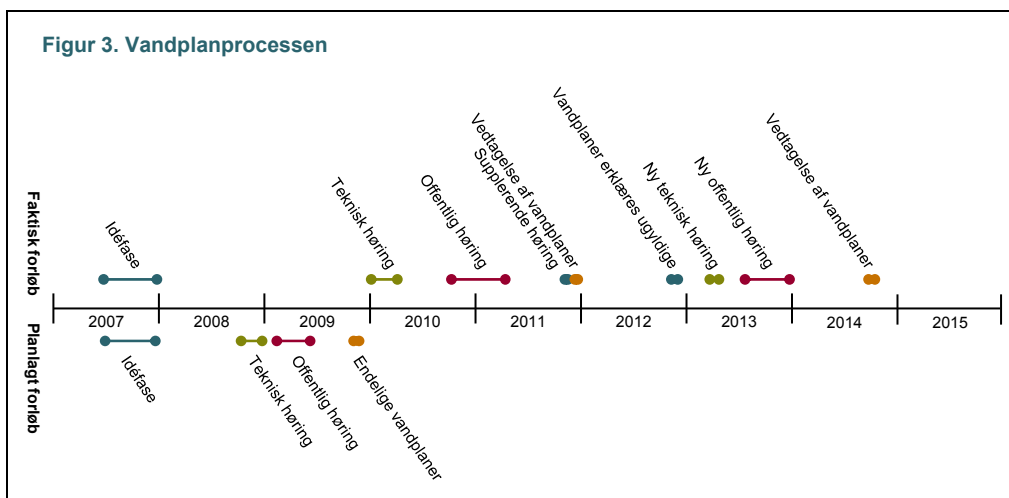 Figur 3. Vandplanprocessen
Faktisk forløb
Idéfase
Teknisk høring
Offentlig høring
Supplerende høring
Vedtagelse af vandplaner
Vandplaner erklæres ugyldige
Ny teknisk høring
Ny offentlig høring
Vedtagelse af vandplaner
2007 2008 2009 2010 2011 2012 2013 2014 2015
Planlagt forløb
Idéfase
Teknisk høring
Offentlig høring
Endelige vandplaner